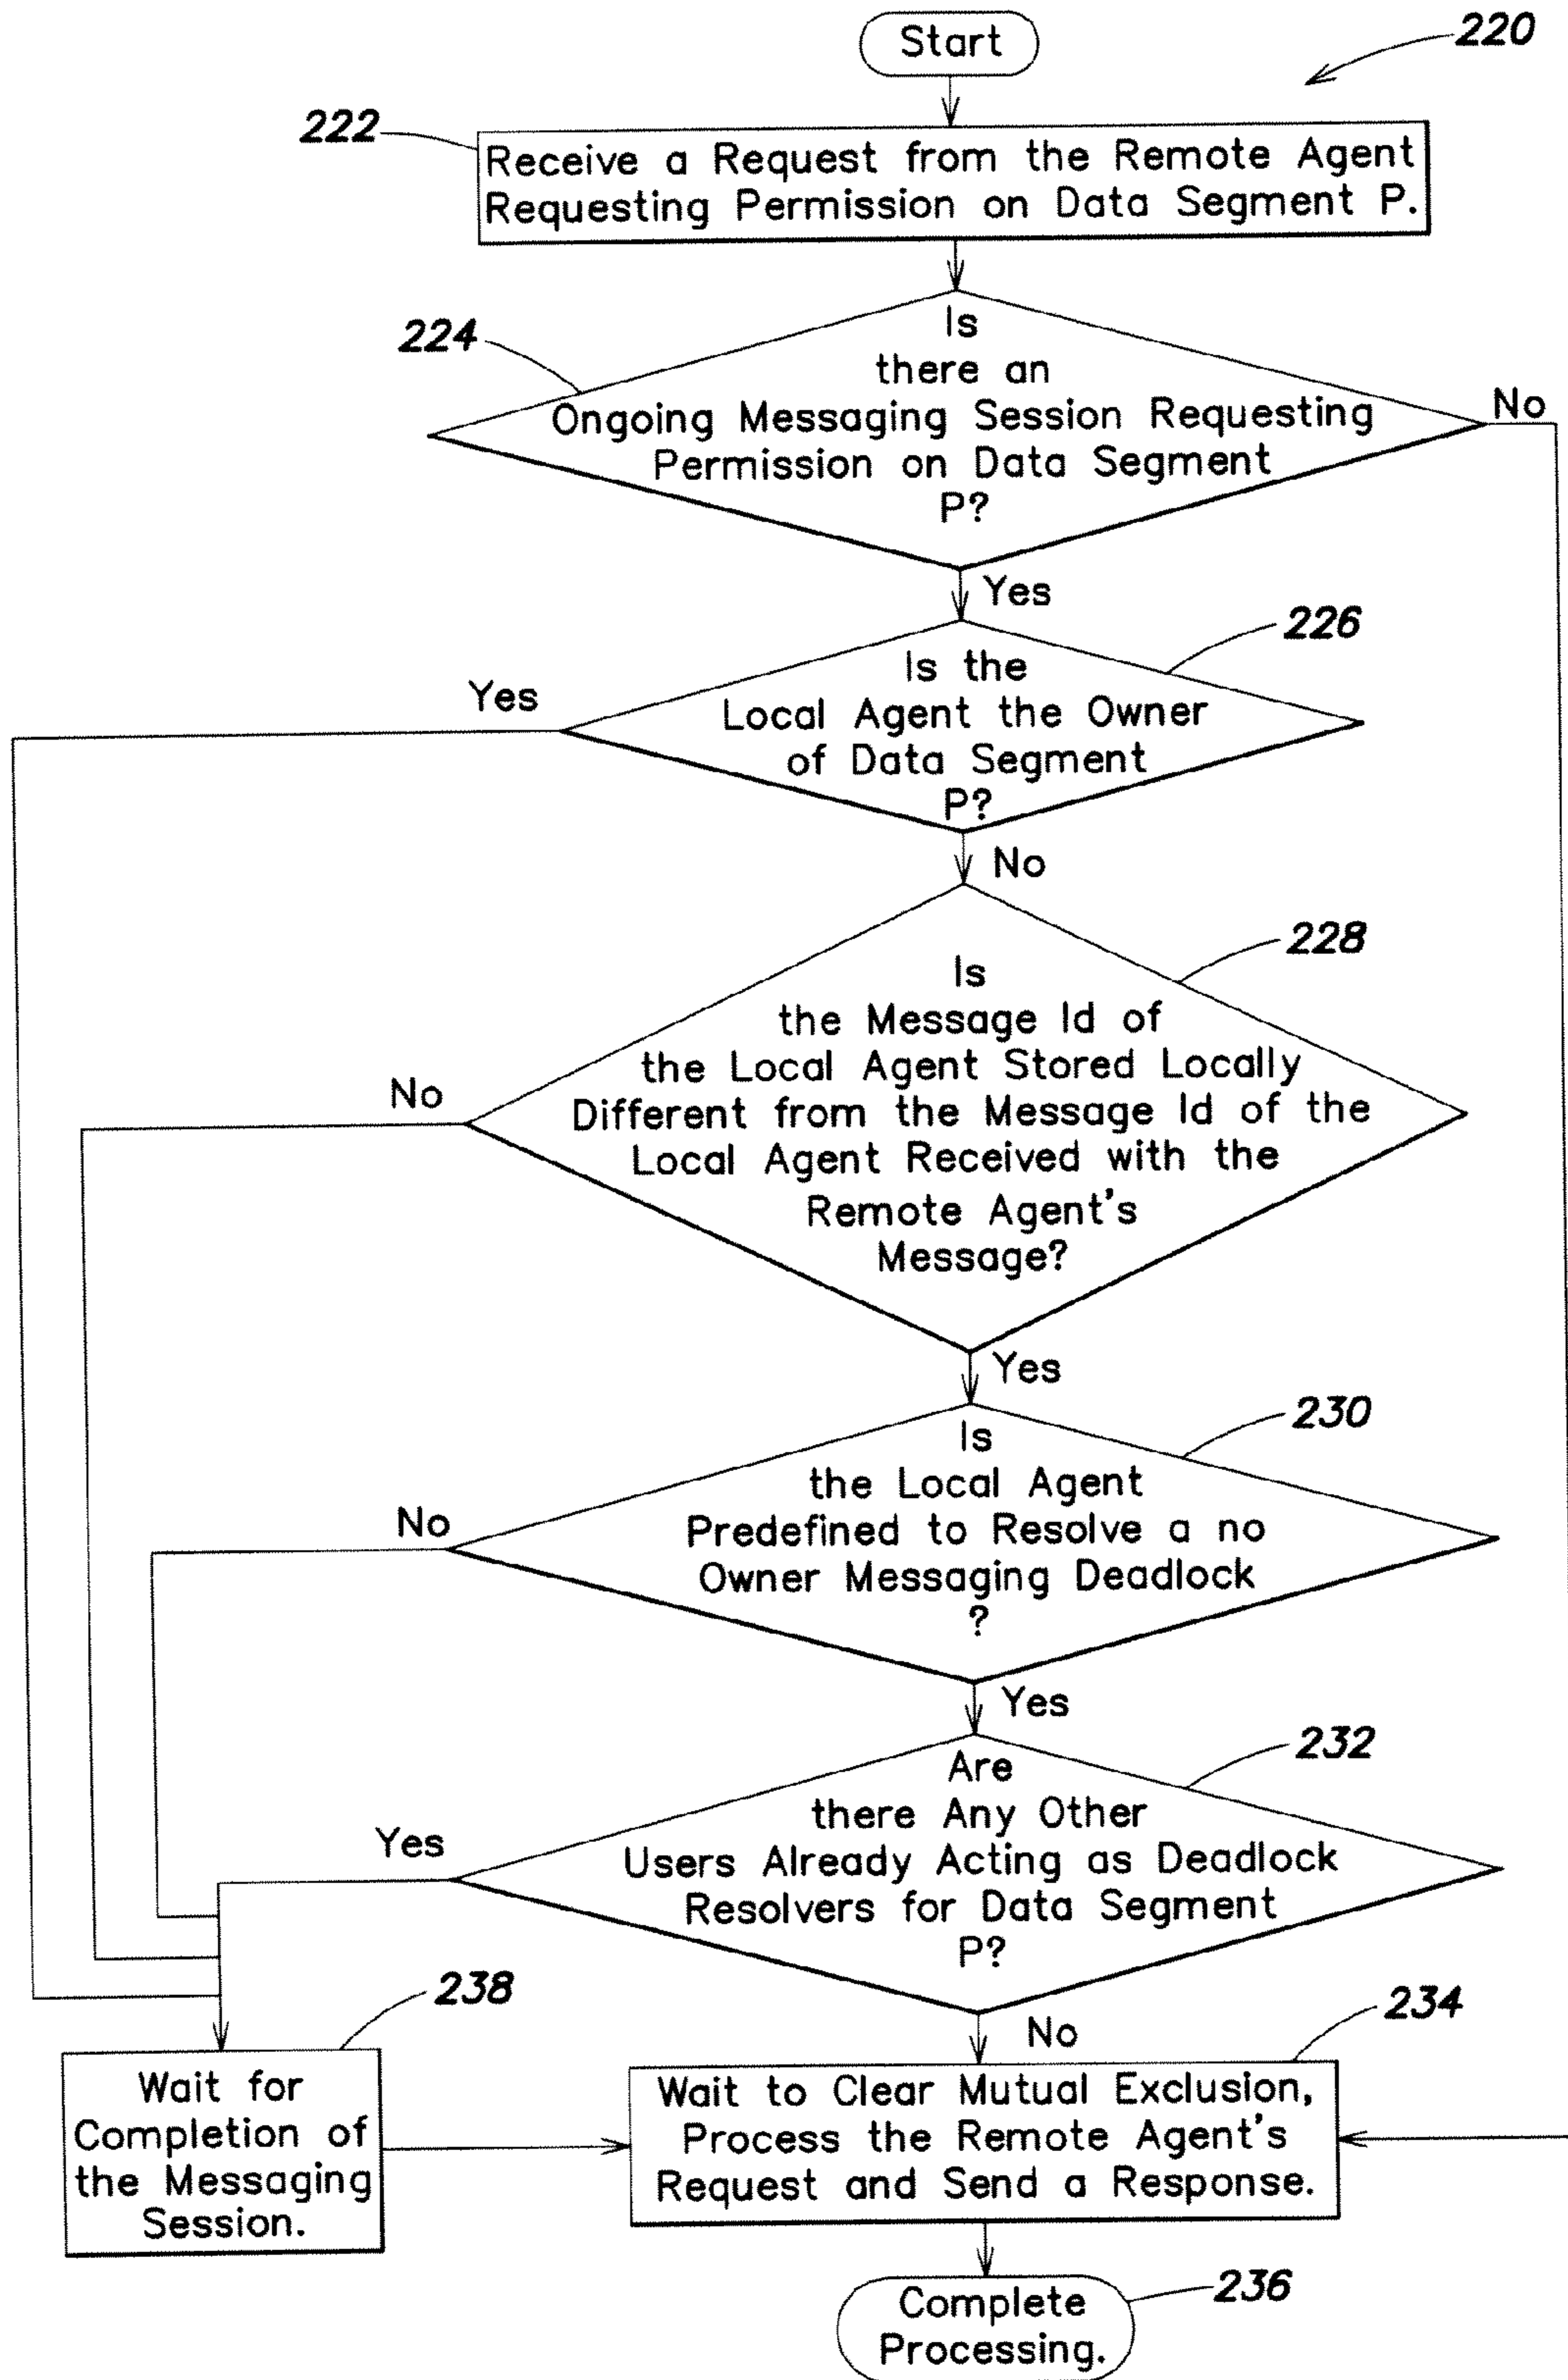 Start
220
222
Receive a Request from the Remote Agent
Requesting Permission on Data Segment P.
224
Is
there an
Ongoing Messaging Session Requesting
Permission on Data Segment
P?
No
Yes
226
Is the
Local Agent the Owner
of Data Segment
P?
Yes
No
228
Is
the Message Id of
the Local Agent Stored Locally
Different from the Message Id of the
Local Agent Received with the
Remote Agent's
Message?
No
Yes
230
Is
the Local Agent
Predefined to Resolve a no
Owner Messaging Deadlock
?
No
Yes
232
Are
there Any Other
Users Already Acting as Deadlock
Resolvers for Data Segment
P?
Yes
No
238
Wait for
Completion of
the Messaging
Session.
234
Wait to Clear Mutual Exclusion,
Process the Remote Agent's
Request and Send a Response.
236
Complete
Processing.